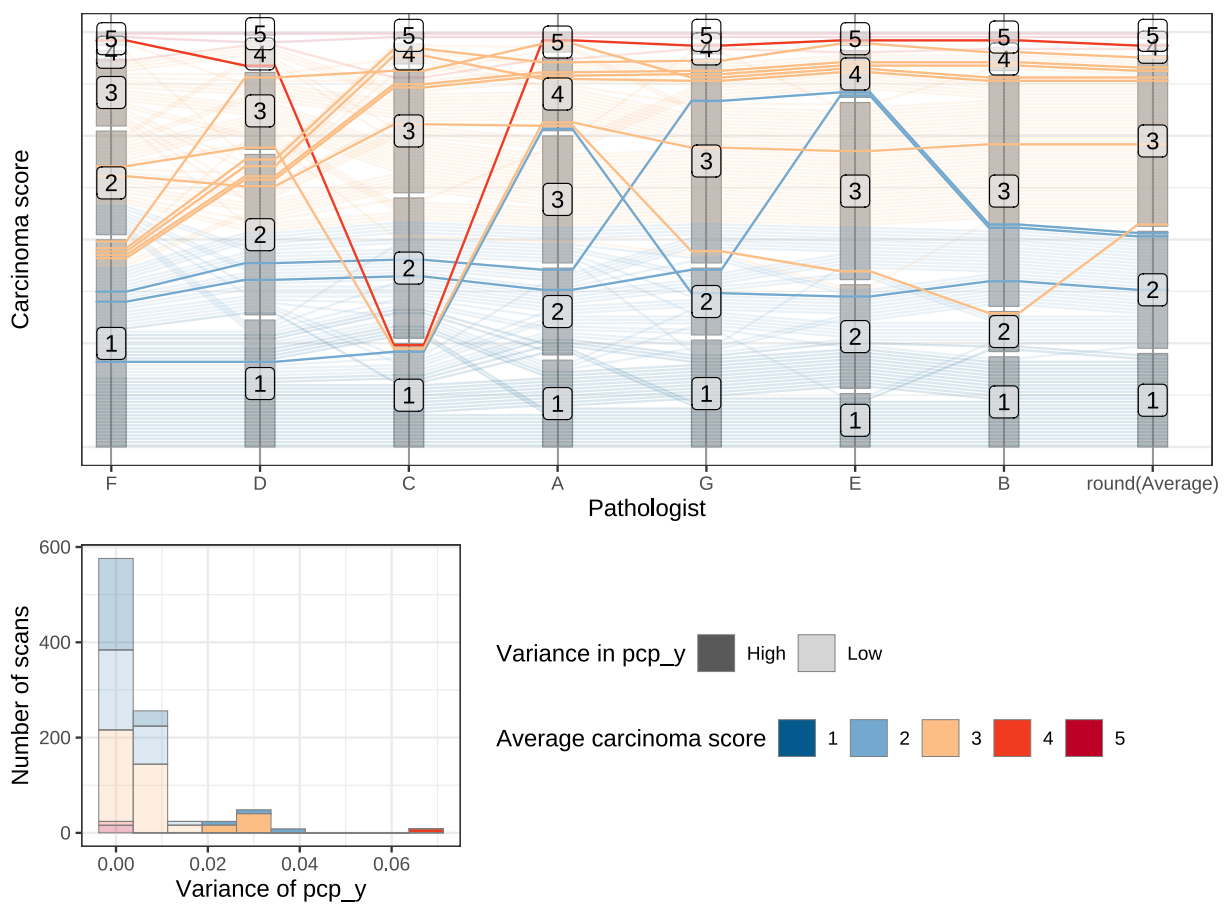 Carcinoma score
5 5 5 5 5 5 5 5
4 4 4 4 4 4 4 4
3 3 3 3 3 3 3 3
2 2 2 2 2 2 2 2
1 1 1 1 1 1 1 1
F D C A G E B round(Average)
Pathologist
Number of scans
600
400
200
0
0.00 0.02 0.04 0.06
Variance of pcp_y
Variance in pcp_y High Low
Average carcinoma score 1 2 3 4 5